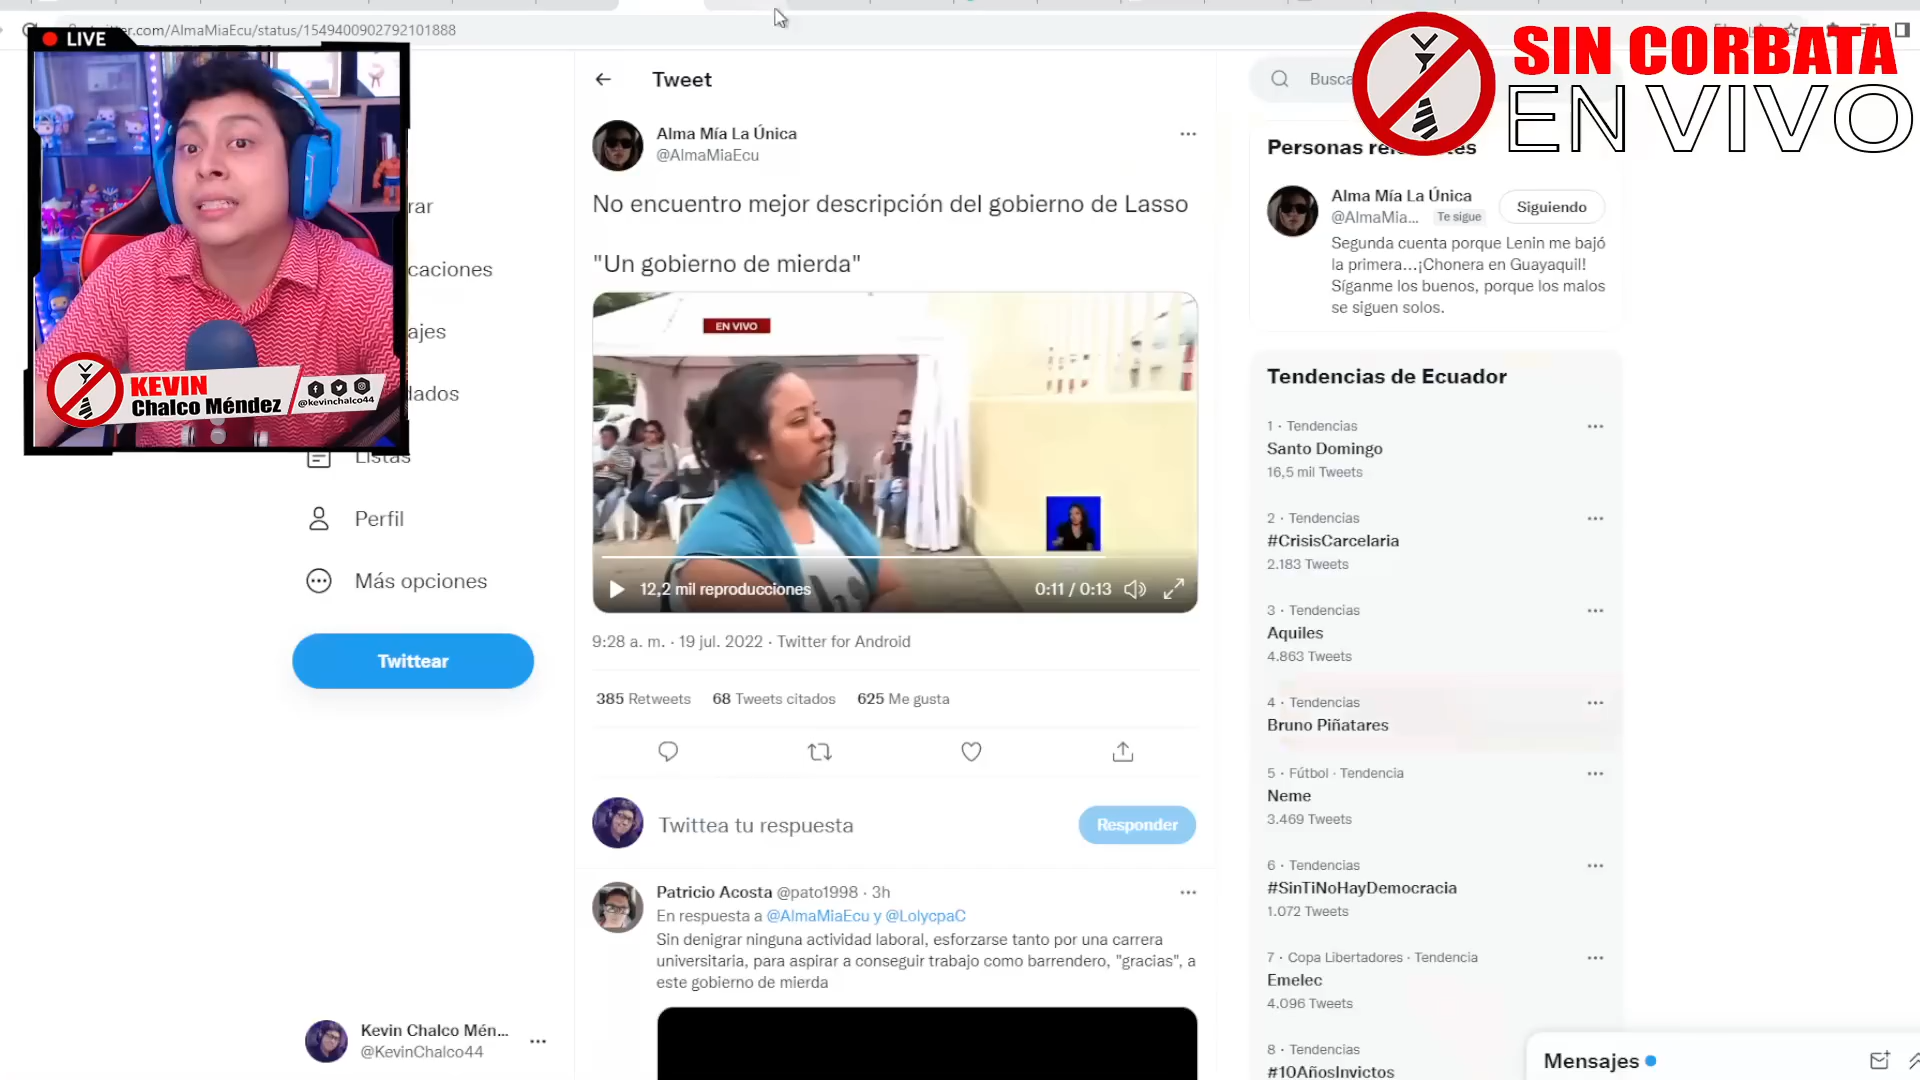 twitter.com/AlmaMiaEcu/status/1549400902792101888
LIVE
SIN CORBATA
EN VIVO
KEVIN
Chalco Méndez
@kevinchalco44
rar
caciones
ajes
dados
Listas
Perfil
Más opciones
Twittear
Kevin Chalco Mén...
@KevinChalco44
Tweet
Alma Mía La Única
@AlmaMiaEcu
No encuentro mejor descripción del gobierno de Lasso
"Un gobierno de mierda"
EN VIVO
12,2 mil reproducciones
0:11 / 0:13
9:28 a. m. · 19 jul. 2022 · Twitter for Android
385 Retweets 68 Tweets citados 625 Me gusta
Twittea tu respuesta
Responder
Patricio Acosta @pato1998 · 3h
En respuesta a @AlmaMiaEcu y @LolycpaC
Sin denigrar ninguna actividad laboral, esforzarse tanto por una carrera
universitaria, para aspirar a conseguir trabajo como barrendero, "gracias", a
este gobierno de mierda
Busca
Personas rel
Alma Mía La Única
@AlmaMia... Te sigue
Siguiendo
Segunda cuenta porque Lenin me bajó
la primera...¡Chonera en Guayaquil!
Síganme los buenos, porque los malos
se siguen solos.
Tendencias de Ecuador
1 · Tendencias
Santo Domingo
16,5 mil Tweets
2 · Tendencias
#CrisisCarcelaria
2.183 Tweets
3 · Tendencias
Aquiles
4.863 Tweets
4 · Tendencias
Bruno Piñatares
5 · Fútbol · Tendencia
Neme
3.469 Tweets
6 · Tendencias
#SinTiNoHayDemocracia
1.072 Tweets
7 · Copa Libertadores · Tendencia
Emelec
4.096 Tweets
8 · Tendencias
#10AñosInvictos
Mensajes